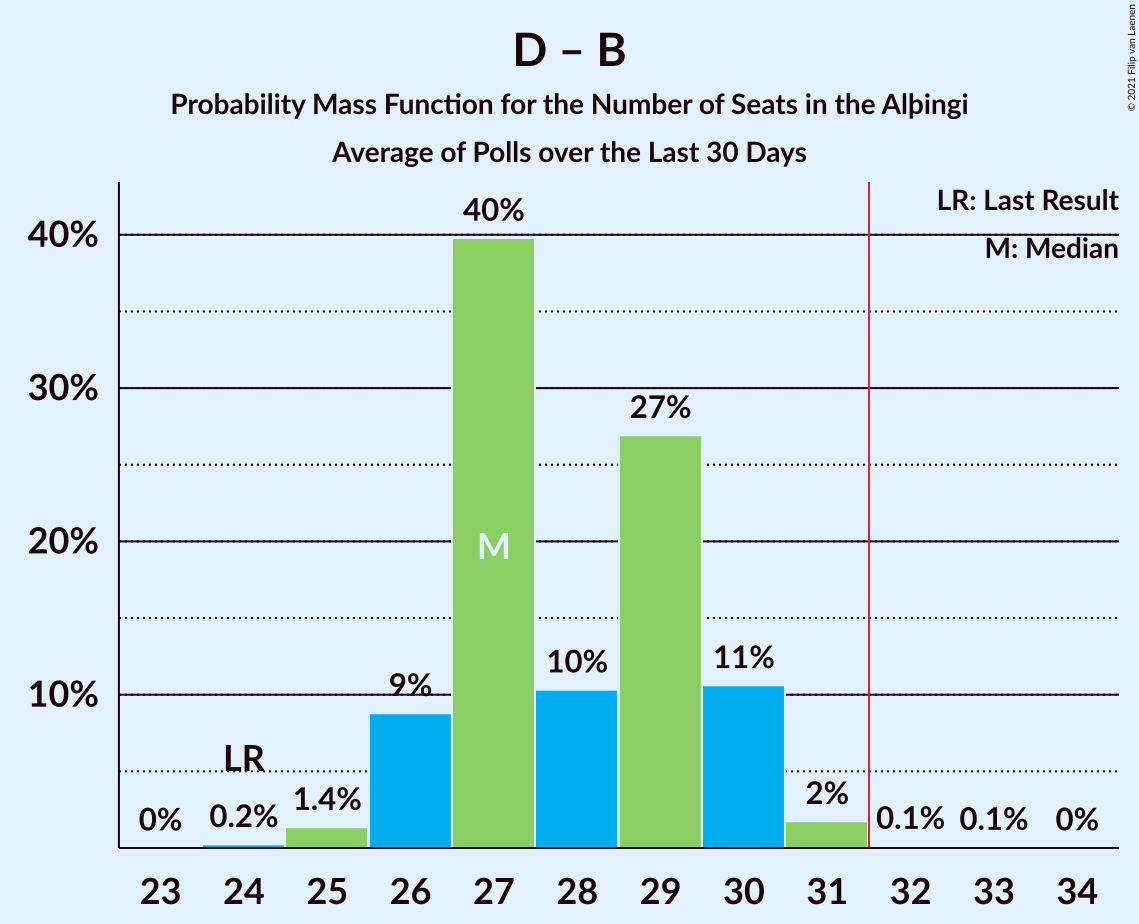 D – B
Probability Mass Function for the Number of Seats in the Alþingi
Average of Polls over the Last 30 Days
© 2021 Filip van Laenen
LR: Last Result
M: Median
40%
30%
20%
10%
0%
LR
0.2%
1.4%
9%
40%
M
10%
27%
11%
2%
0.1%
0.1%
0%
23 24 25 26 27 28 29 30 31 32 33 34